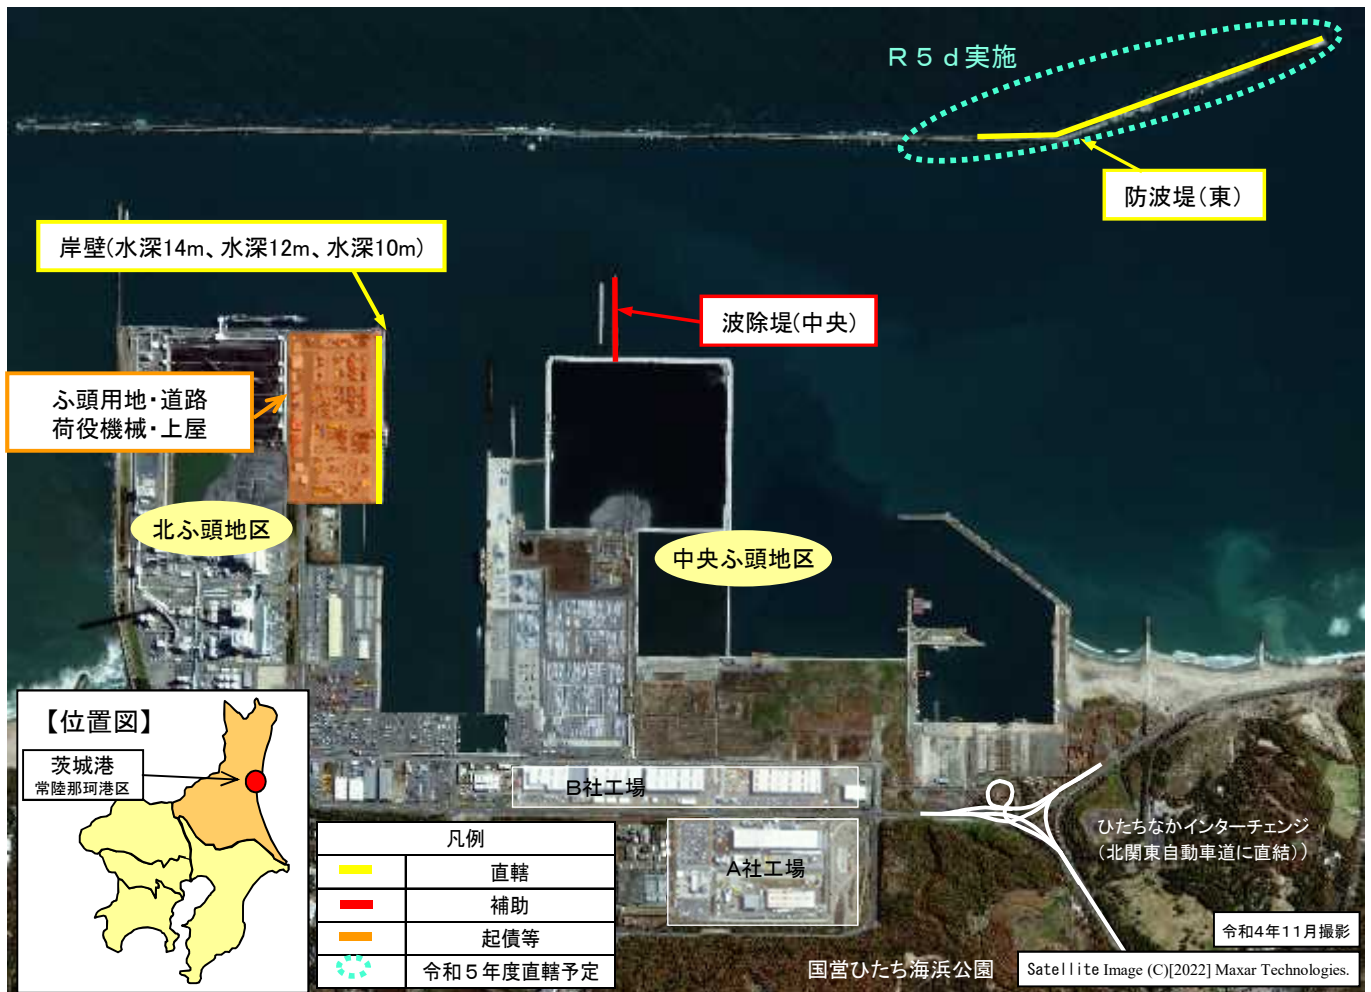 R5d実施
防波堤(東)
岸壁(水深14m、水深12m、水深10m)
波除堤(中央)
ふ頭用地・道路
荷役機械・上屋
北ふ頭地区
中央ふ頭地区
【位置図】
茨城港
常陸那珂港区
B社工場
A社工場
ひたちなかインターチェンジ
(北関東自動車道に直結))
凡例
直轄
補助
起債等
令和5年度直轄予定
国営ひたち海浜公園
令和4年11月撮影
Satellite Image (C)[2022] Maxar Technologies.